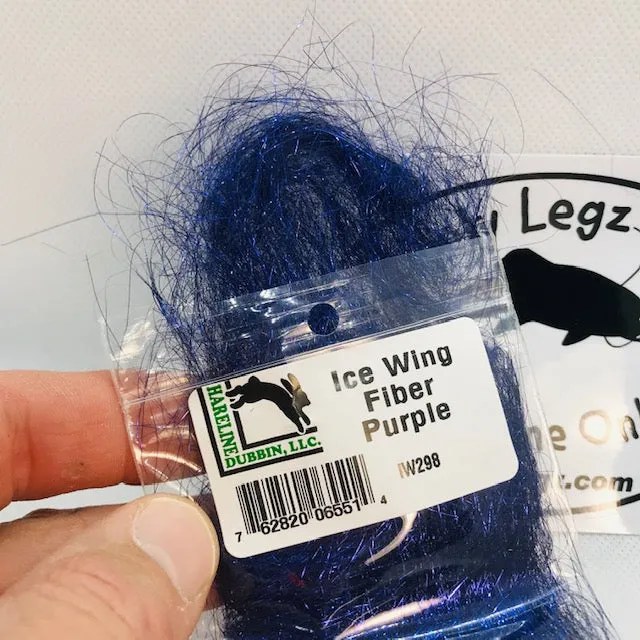 Legz
HARELINE
DUBBIN, LLC.
Ice Wing
Fiber
Purple
IW298
7 62820 06551 4
.com